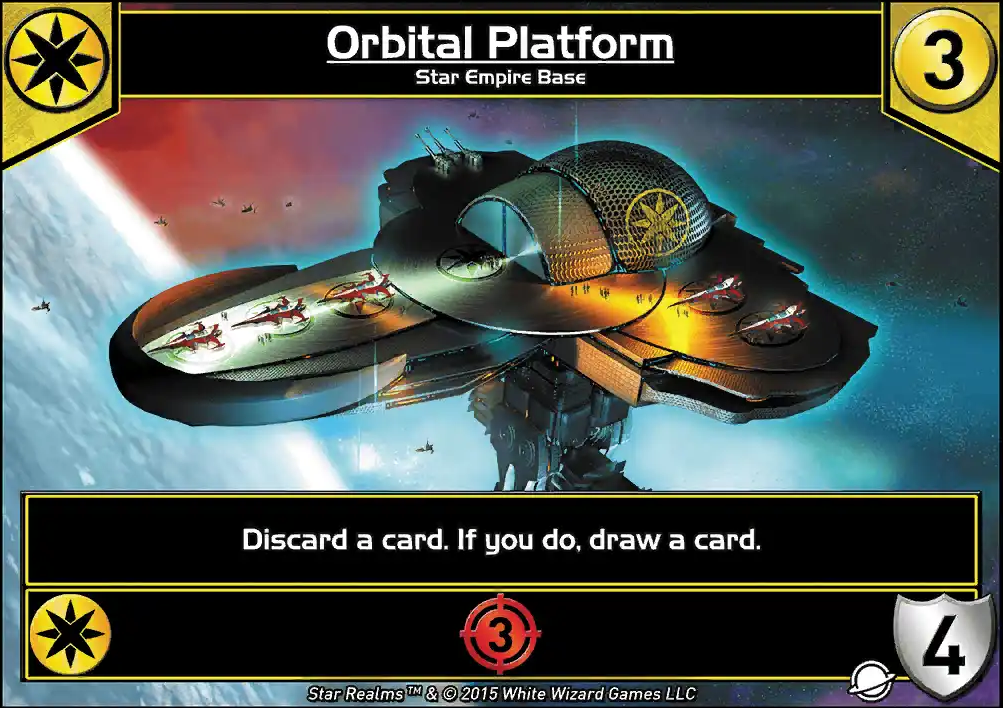 Orbital Platform
3
Star Empire Base
Discard a card. If you do, draw a card.
3
4
Star Realms™ & © 2015 White Wizard Games LLC